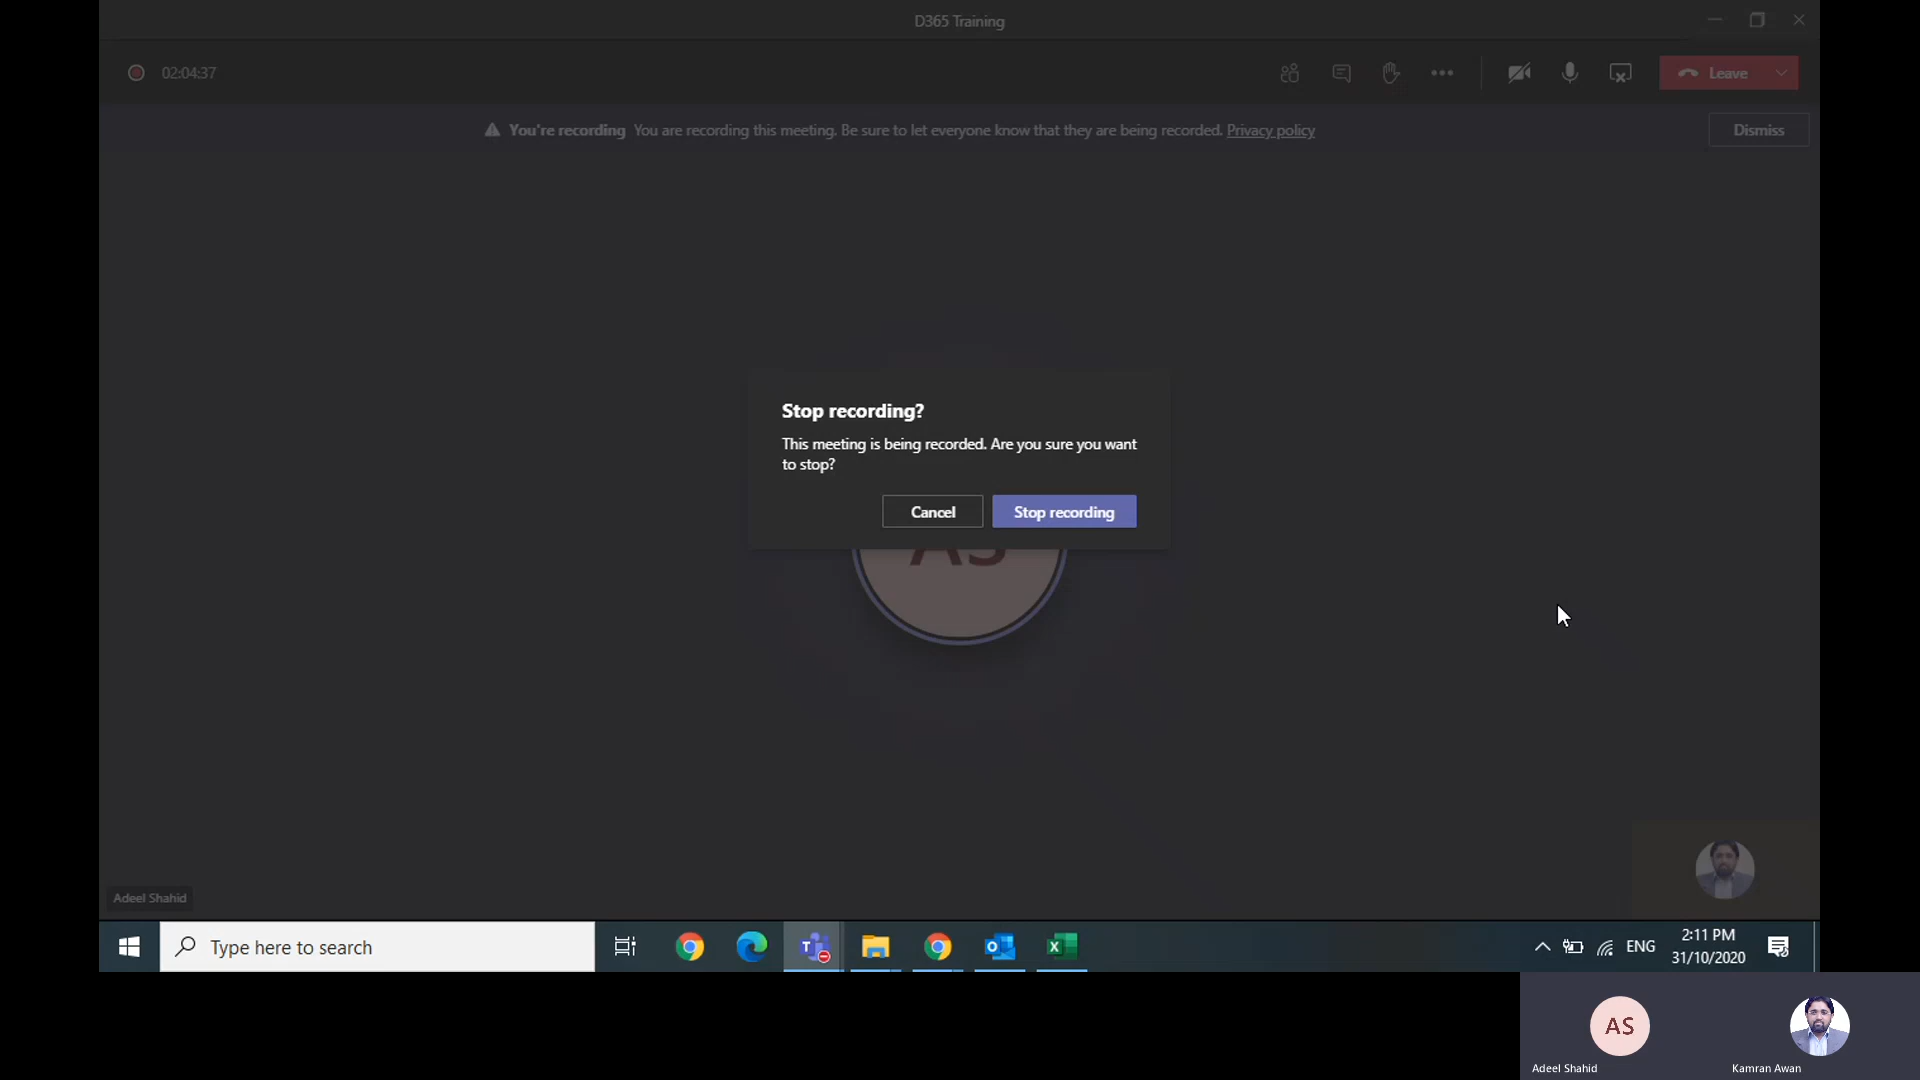 D365 Training
02:04:37
Leave
You're recording You are recording this meeting. Be sure to let everyone know that they are being recorded. Privacy policy
Dismiss
Stop recording?
This meeting is being recorded. Are you sure you want
to stop?
Cancel
Stop recording
AS
Adeel Shahid
Type here to search
ENG
2:11 PM
31/10/2020
AS
Adeel Shahid
Kamran Awan